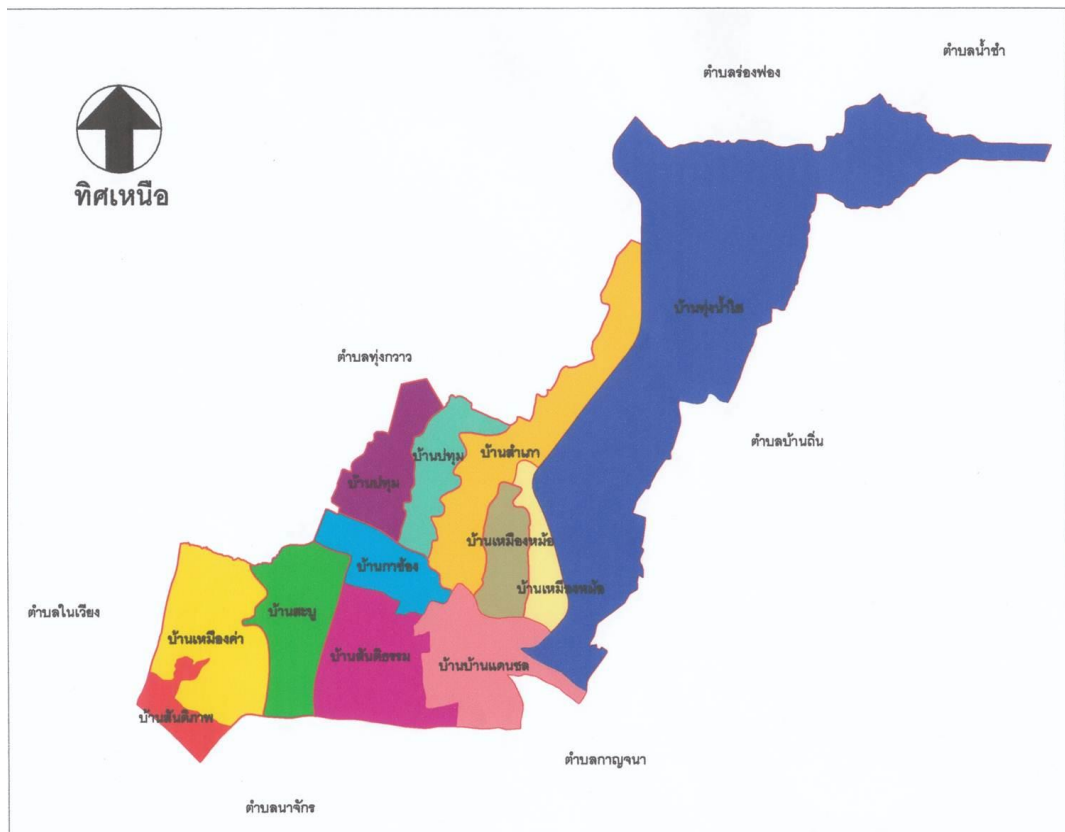 ตำบลน้ำชำ
ตำบลร่องฟอง
ทิศเหนือ
บ้านทุ่งน้ำใส
ตำบลทุ่งกวาว
ตำบลบ้านถิ่น
บ้านสำเภา
บ้านปทุม
บ้านปทุม
บ้านเหมืองหม้อ
บ้านกาซ้อง
บ้านเหมืองหม้อ
ตำบลในเวียง
บ้านสะบู
บ้านเหมืองค่า
บ้านสันติธรรม
บ้านบ้านแดนชล
บ้านสันติภาพ
ตำบลกาญจนา
ตำบลนาจักร